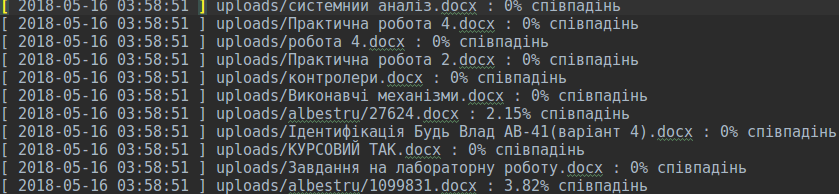 [ 2018-05-16 03:58:51 ] uploads/системний аналіз.docx : 0% співпадінь
[ 2018-05-16 03:58:51 ] uploads/Практична робота 4.docx : 0% співпадінь
[ 2018-05-16 03:58:51 ] uploads/робота 4.docx : 0% співпадінь
[ 2018-05-16 03:58:51 ] uploads/Практична робота 2.docx : 0% співпадінь
[ 2018-05-16 03:58:51 ] uploads/контролери.docx : 0% співпадінь
[ 2018-05-16 03:58:51 ] uploads/Виконавчі механізми.docx : 0% співпадінь
[ 2018-05-16 03:58:51 ] uploads/albestru/27624.docx : 2.15% співпадінь
[ 2018-05-16 03:58:51 ] uploads/Ідентифікація Будь Влад АВ-41(варіант 4).docx : 0% співпадінь
[ 2018-05-16 03:58:51 ] uploads/КУРСОВИЙ ТАК.docx : 0% співпадінь
[ 2018-05-16 03:58:51 ] uploads/Завдання на лабораторну роботу.docx : 0% співпадінь
[ 2018-05-16 03:58:51 ] uploads/albestru/1099831.docx : 3.82% співпадінь